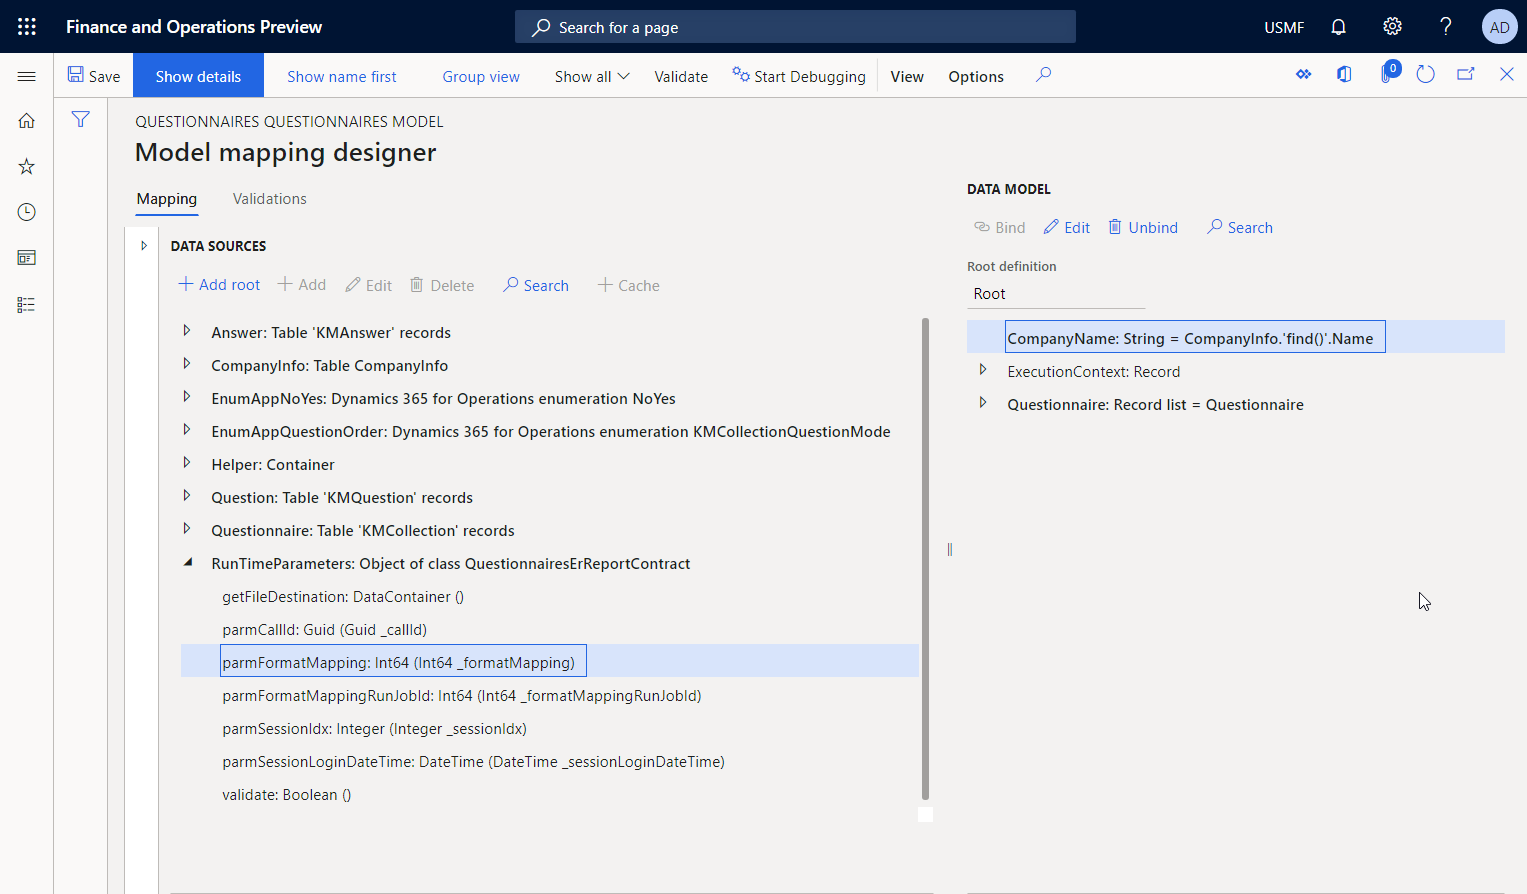 Finance and Operations Preview
Search for a page
USMF
AD
Save
Show details
Show name first
Group view
Show all
Validate
Start Debugging
View
Options
0
QUESTIONNAIRES QUESTIONNAIRES MODEL
Model mapping designer
Mapping
Validations
DATA SOURCES
Add root
Add
Edit
Delete
Search
Cache
Answer: Table 'KMAnswer' records
CompanyInfo: Table CompanyInfo
EnumAppNoYes: Dynamics 365 for Operations enumeration NoYes
EnumAppQuestionOrder: Dynamics 365 for Operations enumeration KMCollectionQuestionMode
Helper: Container
Question: Table 'KMQuestion' records
Questionnaire: Table 'KMCollection' records
RunTimeParameters: Object of class QuestionnairesErReportContract
getFileDestination: DataContainer ()
parmCallId: Guid (Guid _callId)
parmFormatMapping: Int64 (Int64 _formatMapping)
parmFormatMappingRunJobId: Int64 (Int64 _formatMappingRunJobId)
parmSessionIdx: Integer (Integer _sessionIdx)
parmSessionLoginDateTime: DateTime (DateTime _sessionLoginDateTime)
validate: Boolean ()
DATA MODEL
Bind
Edit
Unbind
Search
Root definition
Root
CompanyName: String = CompanyInfo.'find()'.Name
ExecutionContext: Record
Questionnaire: Record list = Questionnaire